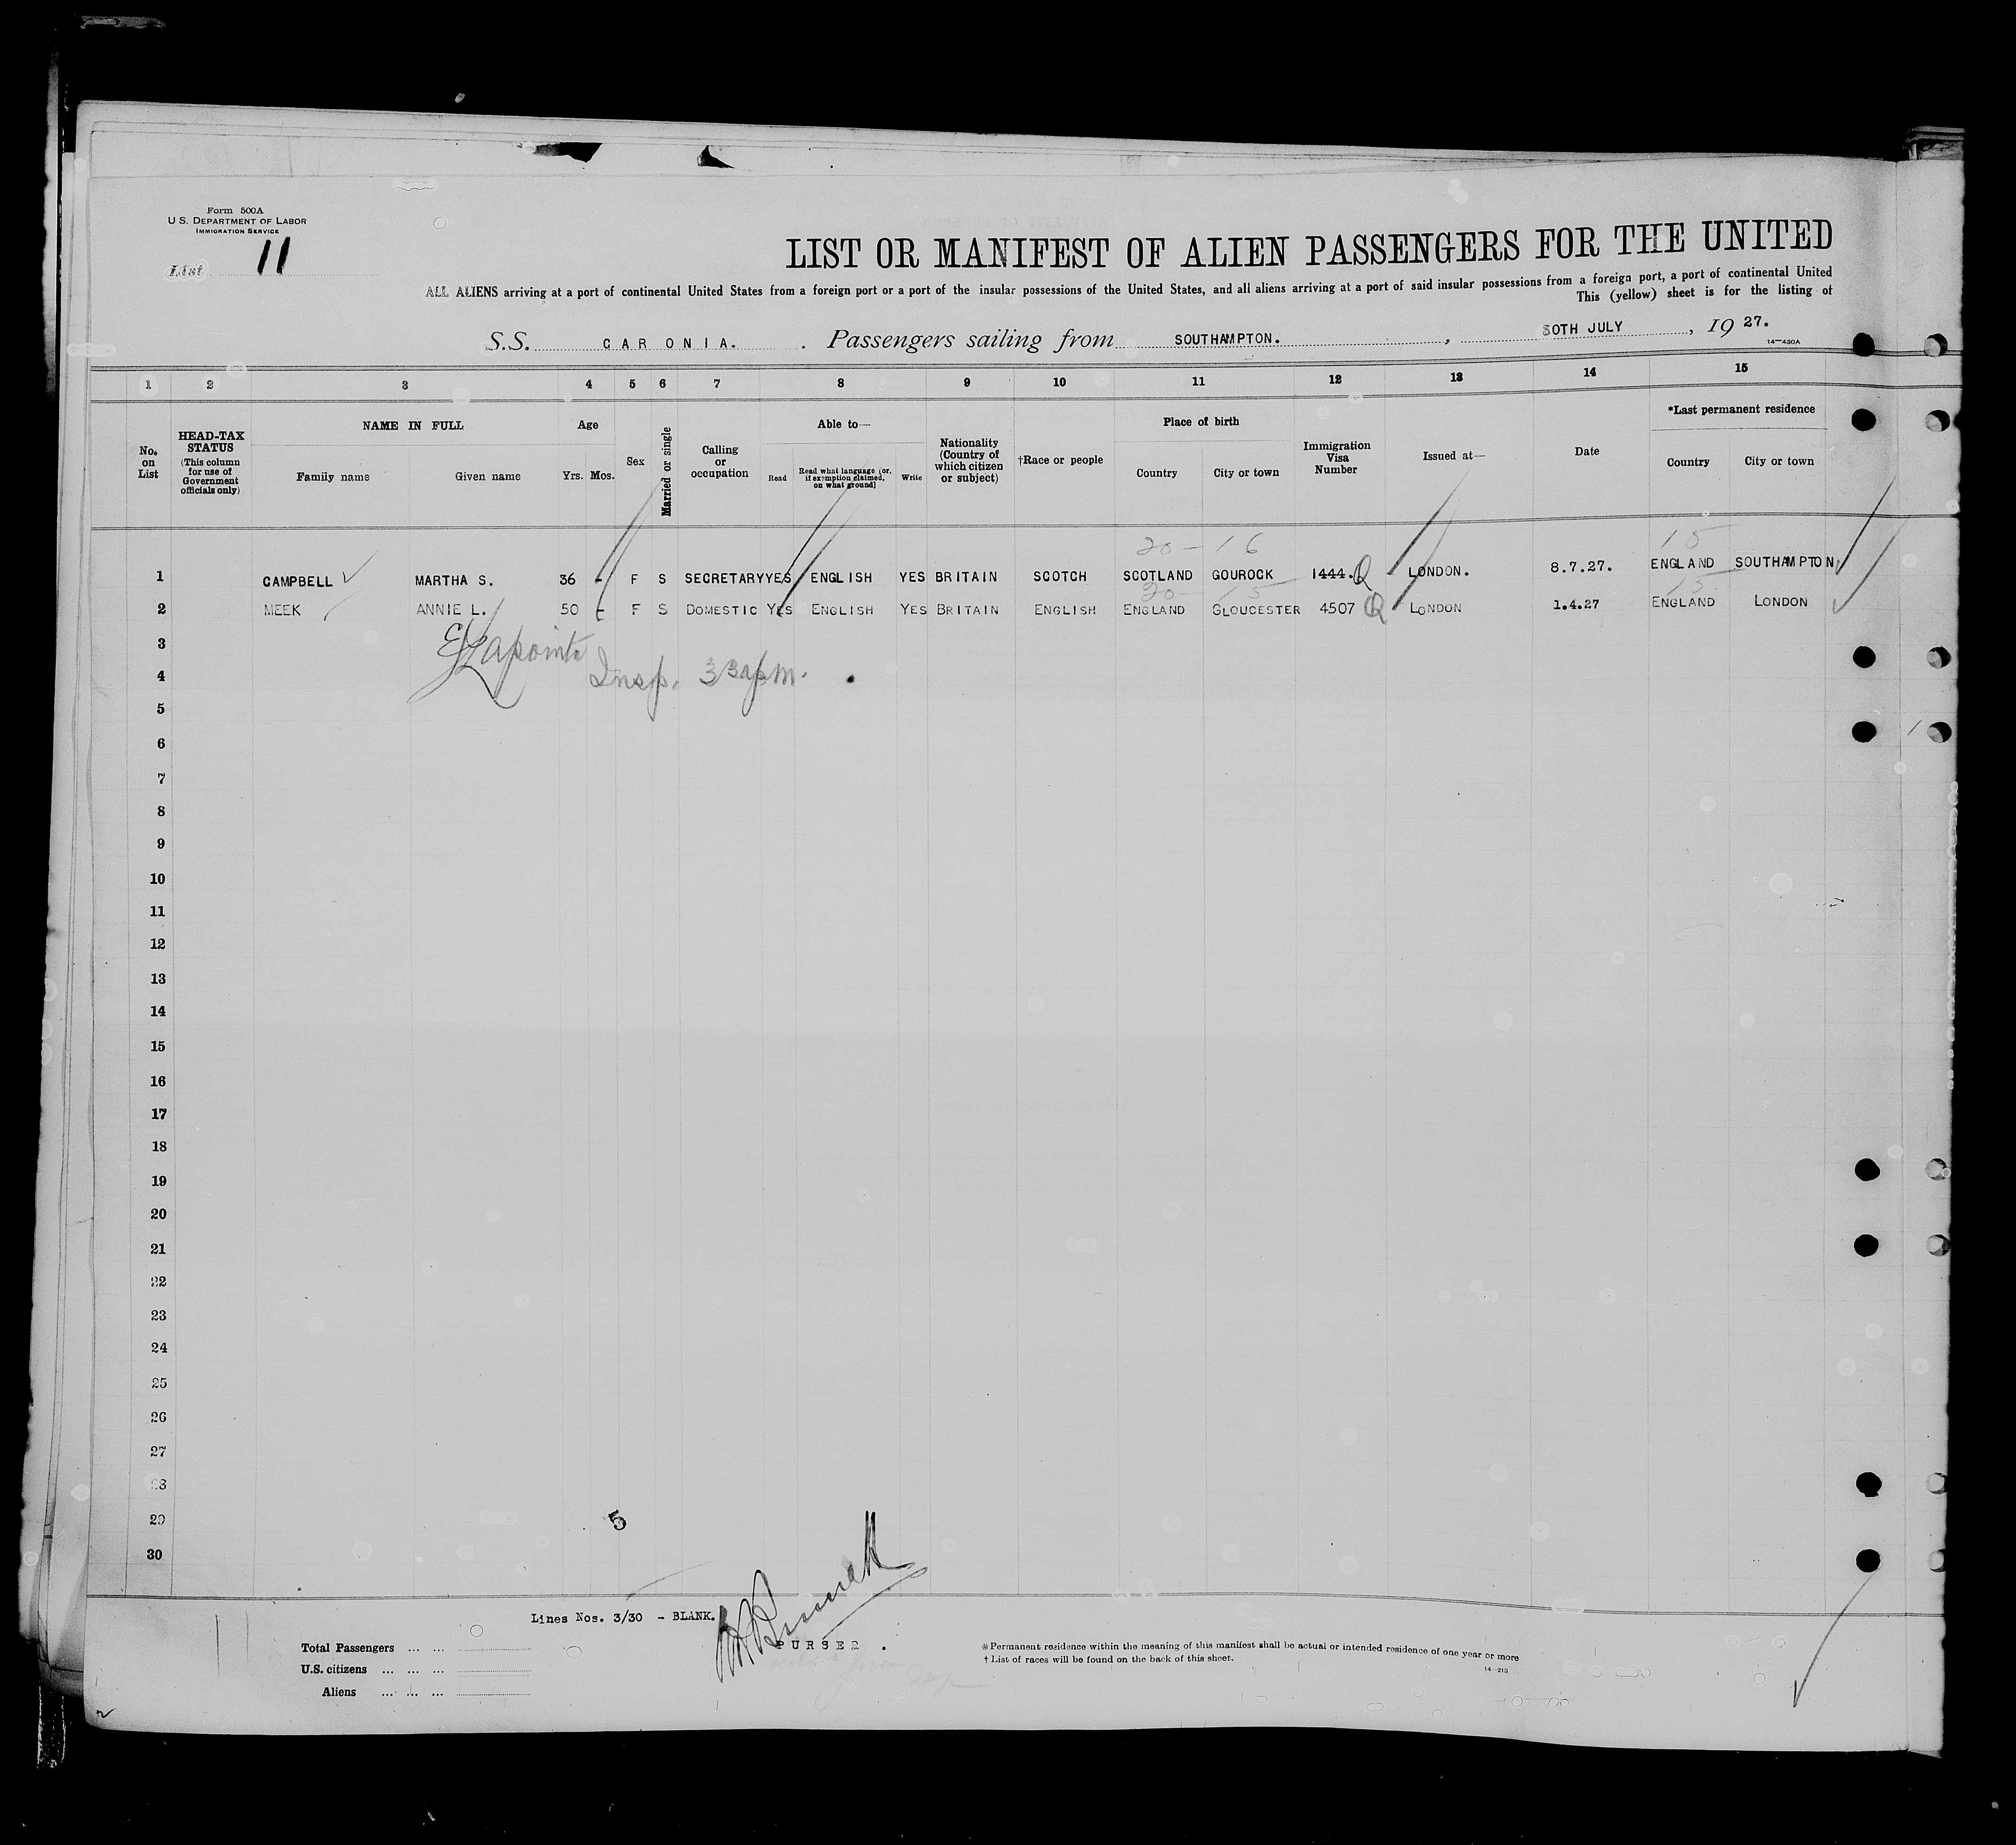 Form 500A
U. S. DEPARTMENT OF LABOR
IMMIGRATION SERVICE
List 11
LIST OR MANIFEST OF ALIEN PASSENGERS FOR THE UNITED
ALL ALIENS arriving at a port of continental United States from a foreign port or a port of the insular possessions of the United States, and all aliens arriving at a port of said insular possessions from a foreign port, a port of continental United
This (yellow) sheet is for the listing of
S.S. CARONIA. Passengers sailing from SOUTHAMPTON. , 30TH JULY , 19 27.
14—430A
1 2 3 4 5 6 7 8 9 10 11 12 13 14 15
No. on List
HEAD-TAX STATUS (This column for use of Government officials only)
NAME IN FULL
Family name Given name
Age
Yrs. Mos.
Sex
Married or single
Calling or occupation
Able to—
Read Read what language (or, if exemption claimed, on what ground) Write
Nationality (Country of which citizen or subject)
†Race or people
Place of birth
Country City or town
Immigration Visa Number
Issued at—
Date
*Last permanent residence
Country City or town
20 — 16 15
1 CAMPBELL MARTHA S. 36 - F S SECRETARY YES ENGLISH YES BRITAIN SCOTCH SCOTLAND GOUROCK 1444. Q LONDON. 8.7.27. ENGLAND SOUTHAMPTON
20 — 15 15
2 MEEK ANNIE L. 50 - F S DOMESTIC YES ENGLISH YES BRITAIN ENGLISH ENGLAND GLOUCESTER 4507 Q LONDON 1.4.27 ENGLAND LONDON
3
Lapointe
4 Insp.
5
6
7
8
9
10
11
12
13
14
15
16
17
18
19
20
21
22
23
24
25
26
27
28
29 5
30
Lines Nos. 3/30 - BLANK.
PURSER .
Total Passengers ... ...
U.S. citizens ... ... ...
Aliens ... ... ...
* Permanent residence within the meaning of this manifest shall be actual or intended residence of one year or more
† List of races will be found on the back of this sheet.
14—213